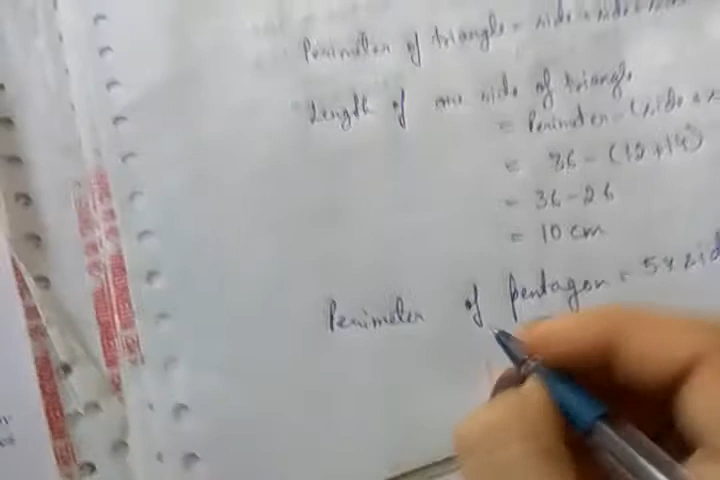 Perimeter of triangle = side + side +
Length of one side of triangle
= Perimeter - (side +
= 36 - (12+14)
= 36 - 26
= 10 cm
Perimeter of pentagon = 5 x sid